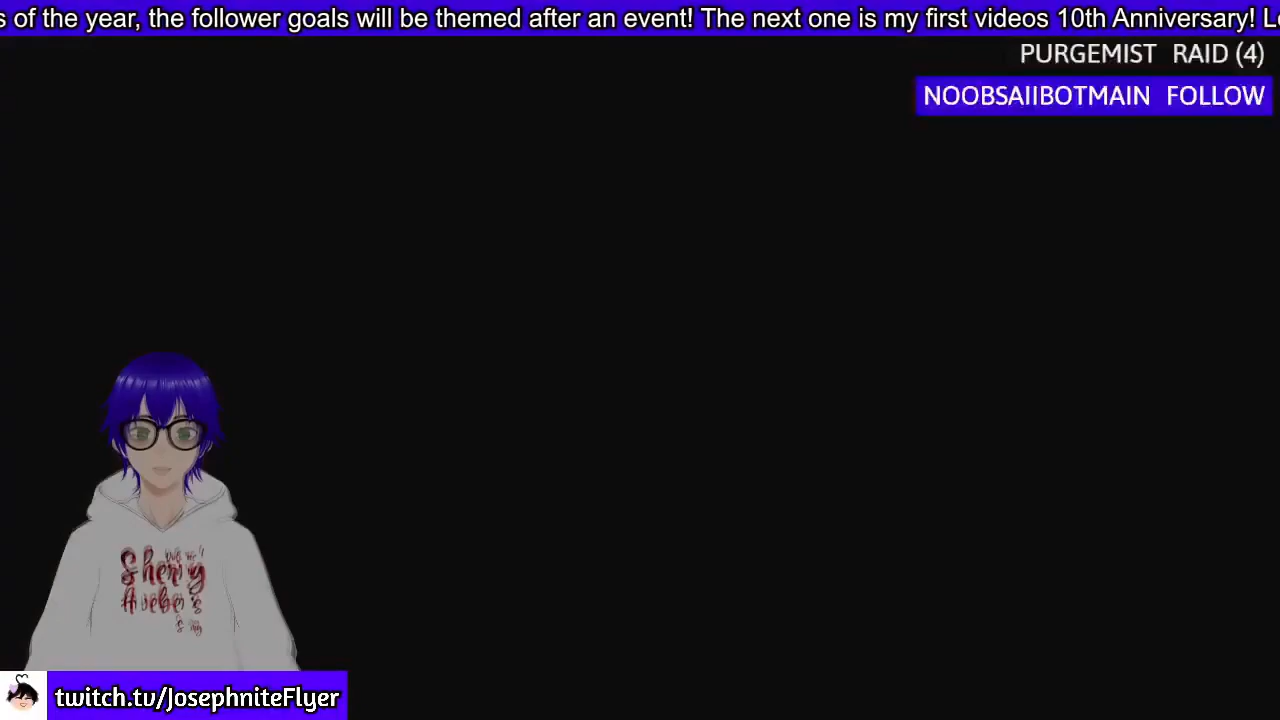 s of the year, the follower goals will be themed after an event! The next one is my first videos 10th Anniversary! L
PURGEMIST RAID (4)
NOOBSAIIBOTMAIN FOLLOW
twitch.tv/JosephniteFlyer